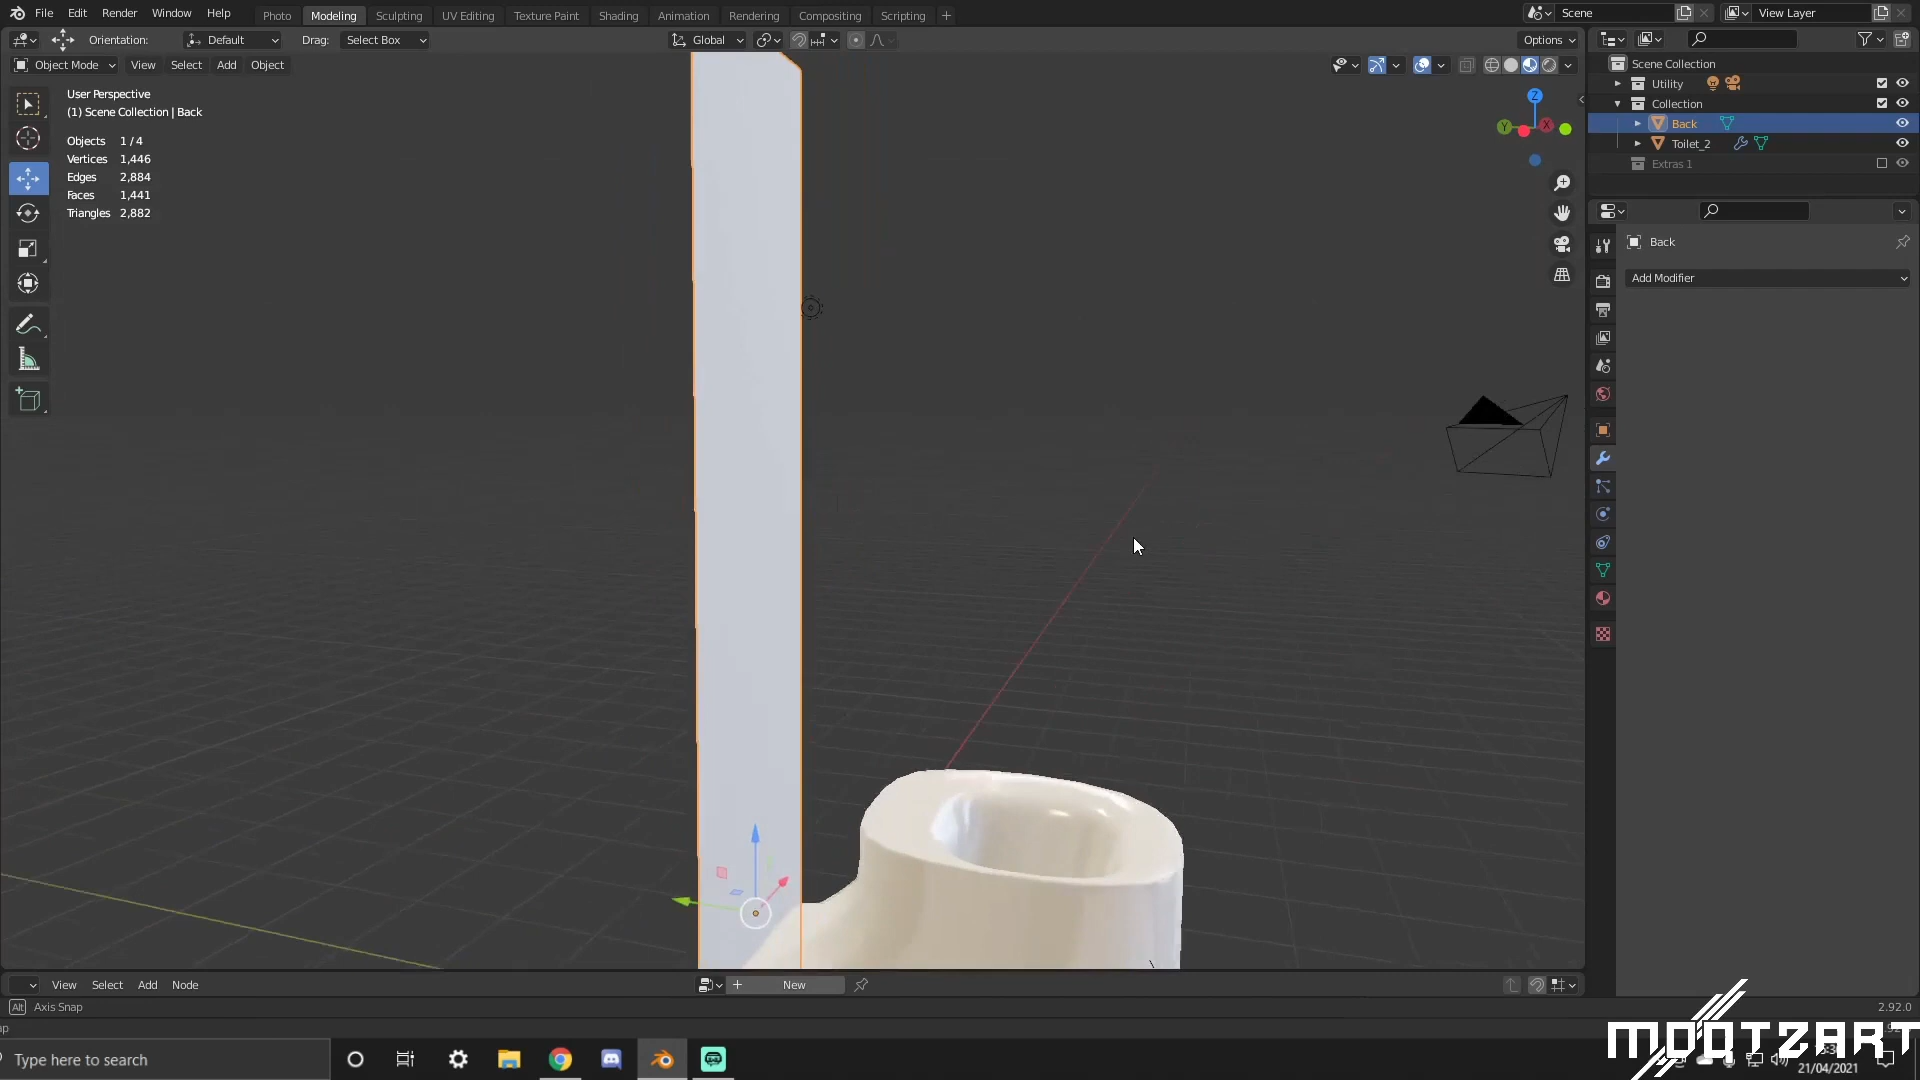 File Edit Render Window Help
Photo Modeling Sculpting UV Editing Texture Paint Shading Animation Rendering Compositing Scripting +
Scene
View Layer
Orientation: Default Drag: Select Box
Global
Options
Object Mode View Select Add Object
User Perspective
(1) Scene Collection | Back
Objects 1 / 4
Vertices 1,446
Edges 2,884
Faces 1,441
Triangles 2,882
Z
Y
X
Scene Collection
Utility
Collection
Back
Toilet_2
Extras 1
Back
Add Modifier
View Select Add Node
New
Alt Axis Snap
2.92.0
Type here to search
MOOTZART
21/04/2021